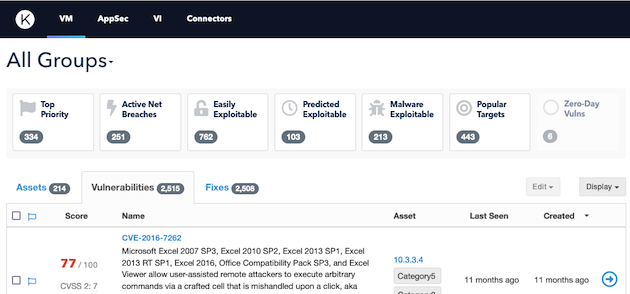 K VM AppSec VI Connectors
All Groups
Top Priority 334
Active Net Breaches 251
Easily Exploitable 762
Predicted Exploitable 103
Malware Exploitable 213
Popular Targets 443
Zero-Day Vulns 6
Assets 214 Vulnerabilities 2,515 Fixes 2,508 Edit Display
Score Name Asset Last Seen Created
CVE-2016-7262
Microsoft Excel 2007 SP3, Excel 2010 SP2, Excel 2013 SP1, Excel
2013 RT SP1, Excel 2016, Office Compatibility Pack SP3, and Excel
Viewer allow user-assisted remote attackers to execute arbitrary
commands via a crafted cell that is mishandled upon a click, aka
77 / 100
CVSS 2: 7
10.3.3.4
Category5
11 months ago 11 months ago